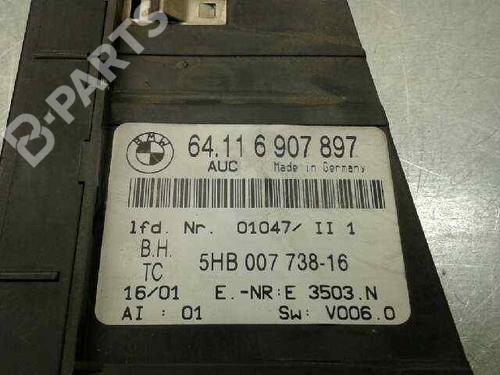 B-PARTS
BMW
64.11 6 907 897
AUC Made in Germany
lfd. Nr. 01047/ II 1
B.H.
TC 5HB 007 738-16
16/01 E.-NR:E 3503.N
AI : 01 Sw: V006.0